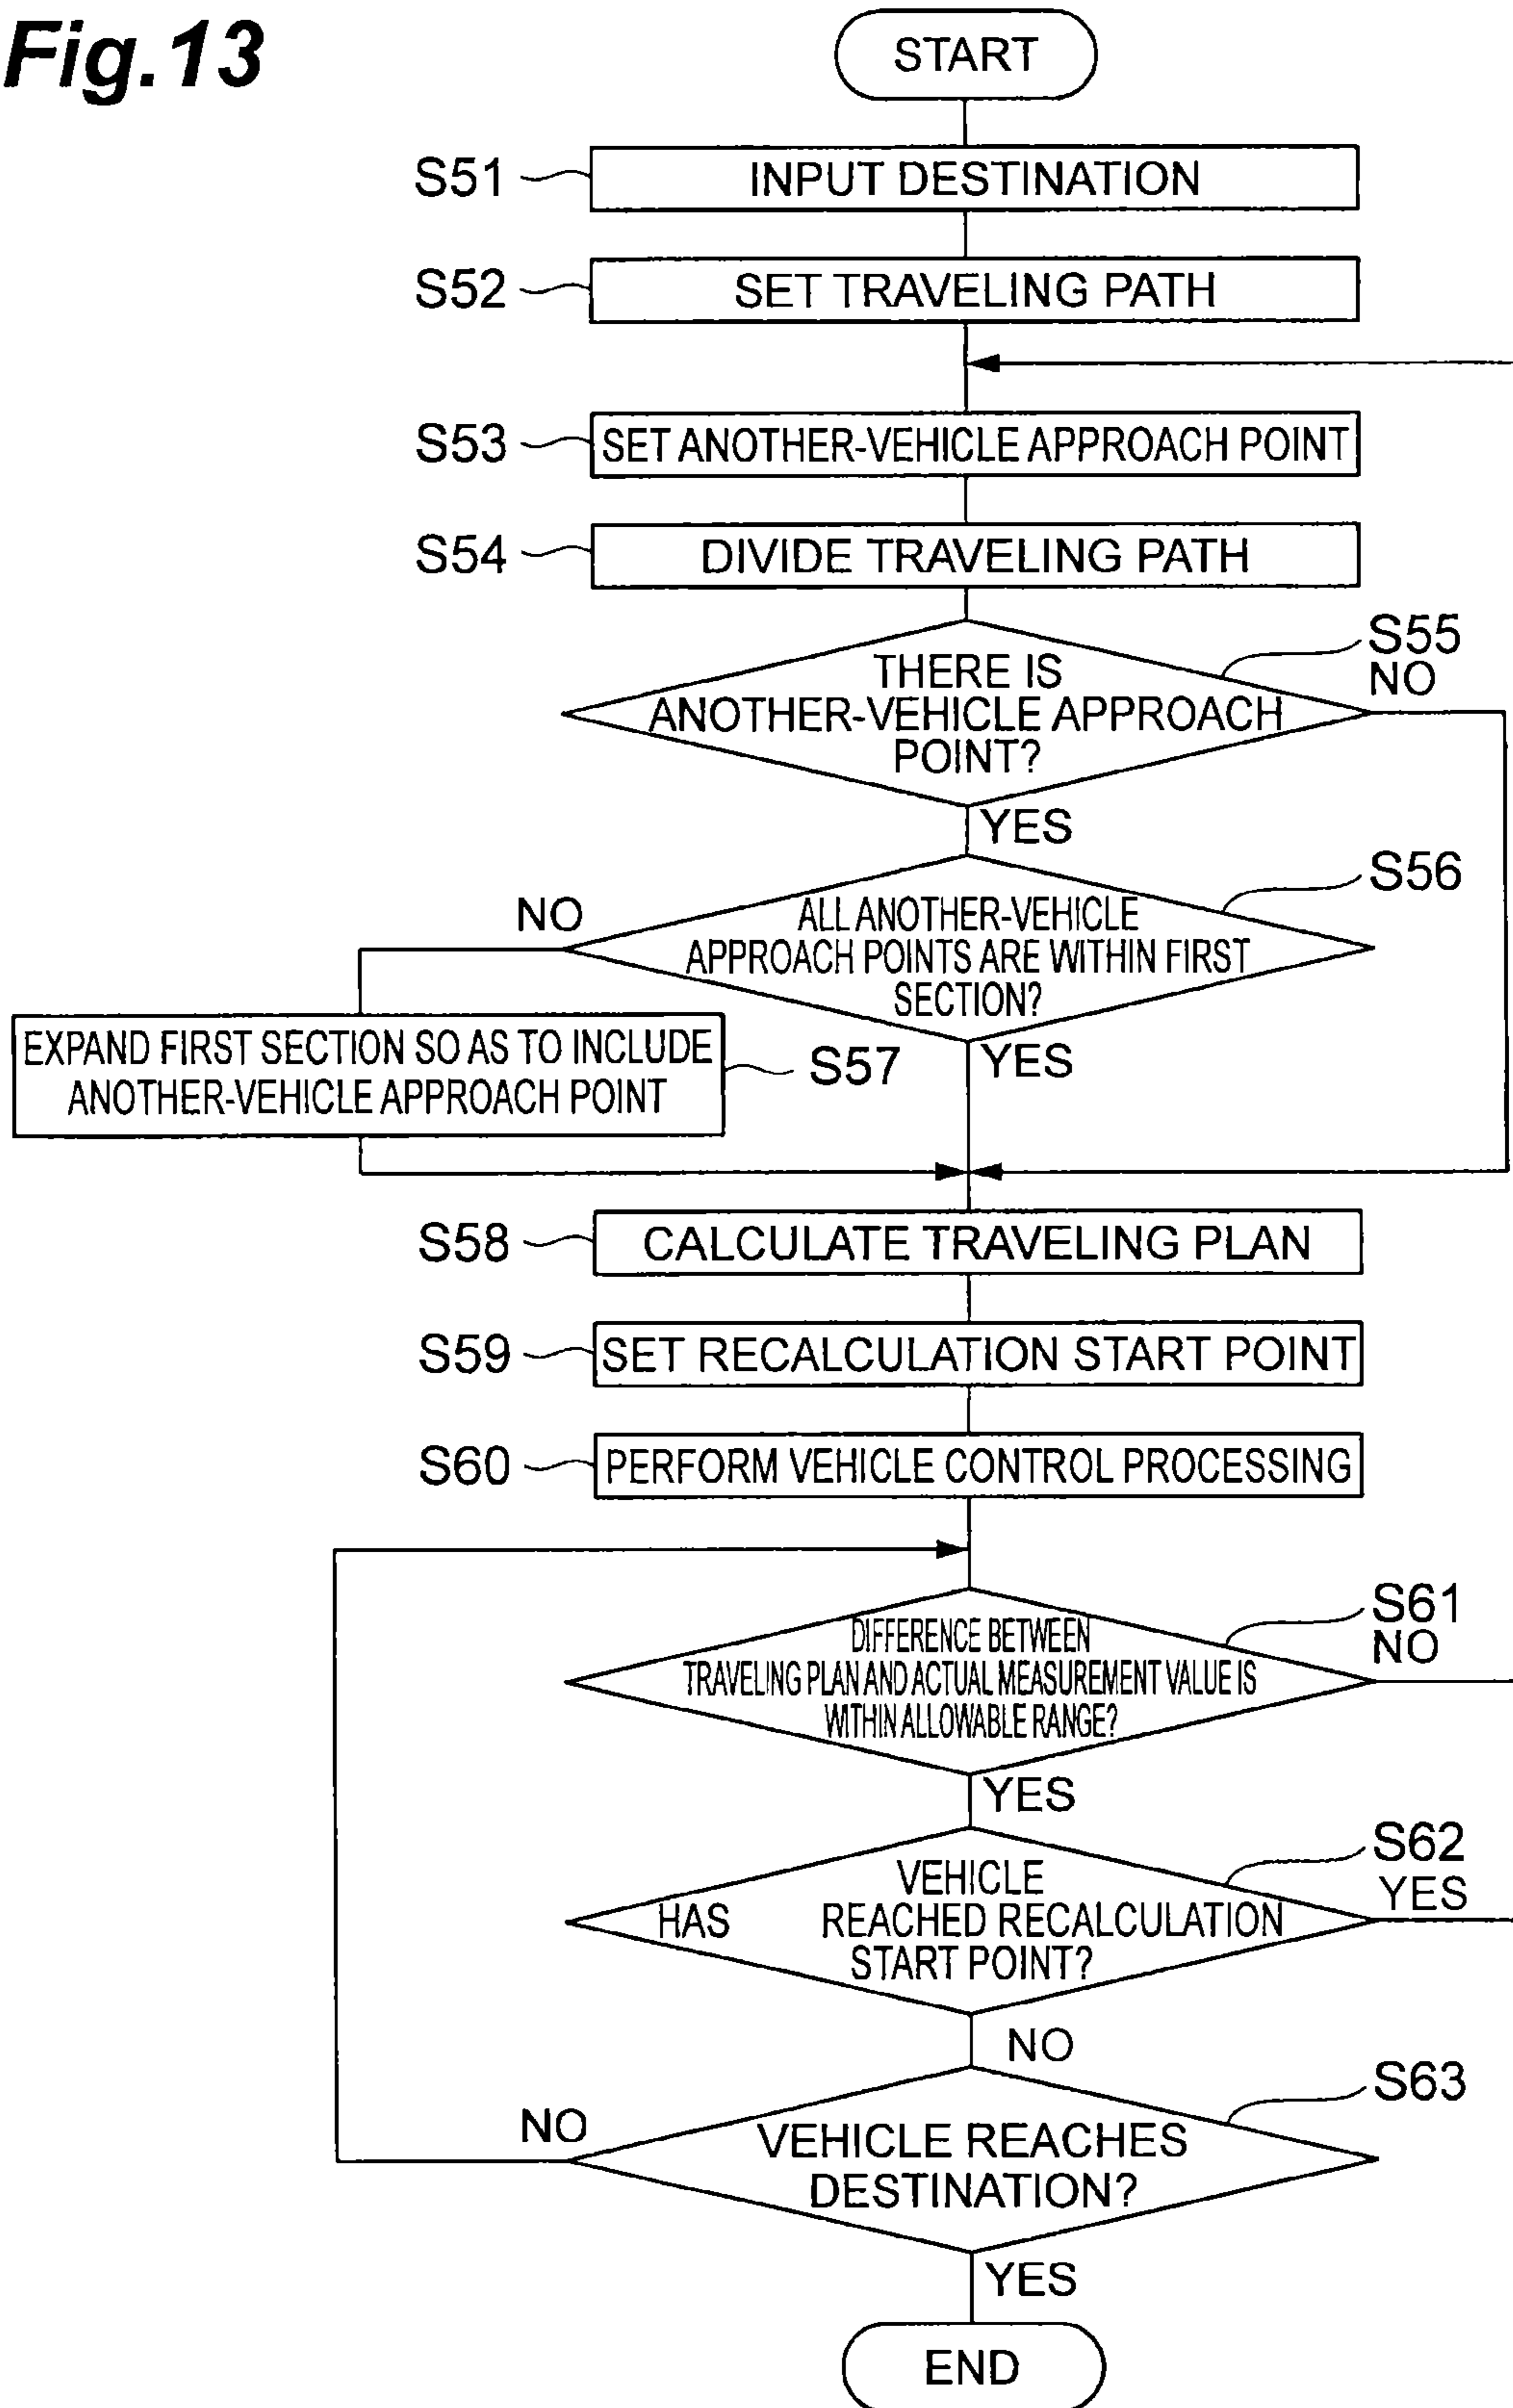 Fig.13
START
S51
INPUT DESTINATION
S52
SET TRAVELING PATH
S53
SET ANOTHER-VEHICLE APPROACH POINT
S54
DIVIDE TRAVELING PATH
S55
THERE IS
ANOTHER-VEHICLE APPROACH
POINT?
NO
YES
S56
ALL ANOTHER-VEHICLE
APPROACH POINTS ARE WITHIN FIRST
SECTION?
NO
YES
EXPAND FIRST SECTION SO AS TO INCLUDE
ANOTHER-VEHICLE APPROACH POINT
S57
S58
CALCULATE TRAVELING PLAN
S59
SET RECALCULATION START POINT
S60
PERFORM VEHICLE CONTROL PROCESSING
S61
DIFFERENCE BETWEEN
TRAVELING PLAN AND ACTUAL MEASUREMENT VALUE IS
WITHIN ALLOWABLE RANGE?
NO
YES
S62
VEHICLE
HAS REACHED RECALCULATION
START POINT?
YES
NO
S63
VEHICLE REACHES
DESTINATION?
NO
YES
END